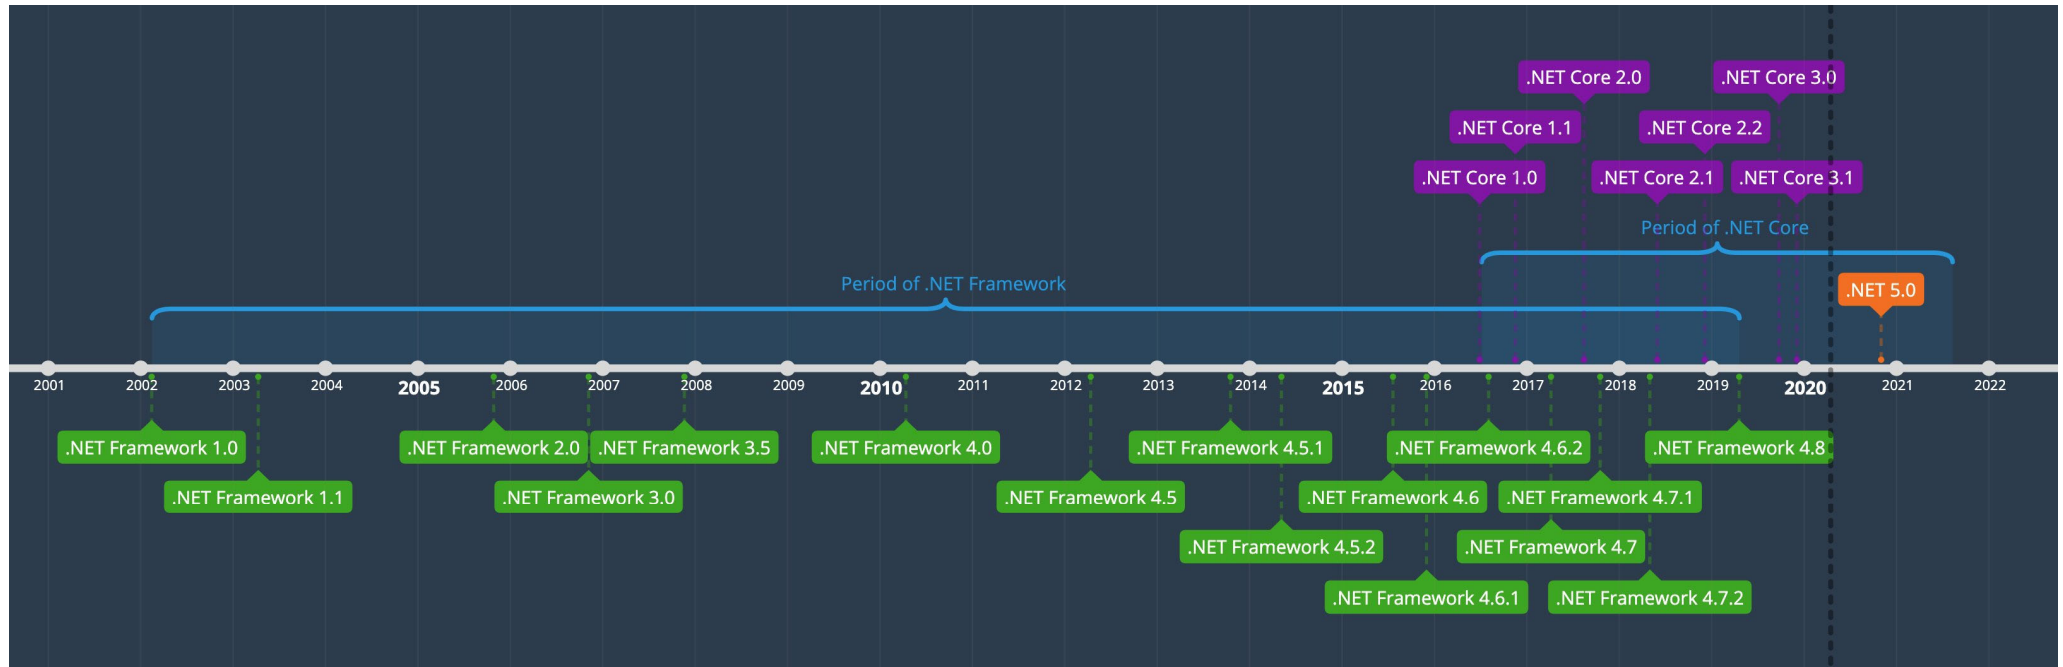 .NET Core 2.0
.NET Core 3.0
.NET Core 1.1
.NET Core 2.2
.NET Core 1.0
.NET Core 2.1
.NET Core 3.1
Period of .NET Core
Period of .NET Framework
.NET 5.0
2001 2002 2003 2004 2005 2006 2007 2008 2009 2010 2011 2012 2013 2014 2015 2016 2017 2018 2019 2020 2021 2022
.NET Framework 1.0
.NET Framework 2.0
.NET Framework 3.5
.NET Framework 4.0
.NET Framework 4.5.1
.NET Framework 4.6.2
.NET Framework 4.8
.NET Framework 1.1
.NET Framework 3.0
.NET Framework 4.5
.NET Framework 4.6
.NET Framework 4.7.1
.NET Framework 4.5.2
.NET Framework 4.7
.NET Framework 4.6.1
.NET Framework 4.7.2